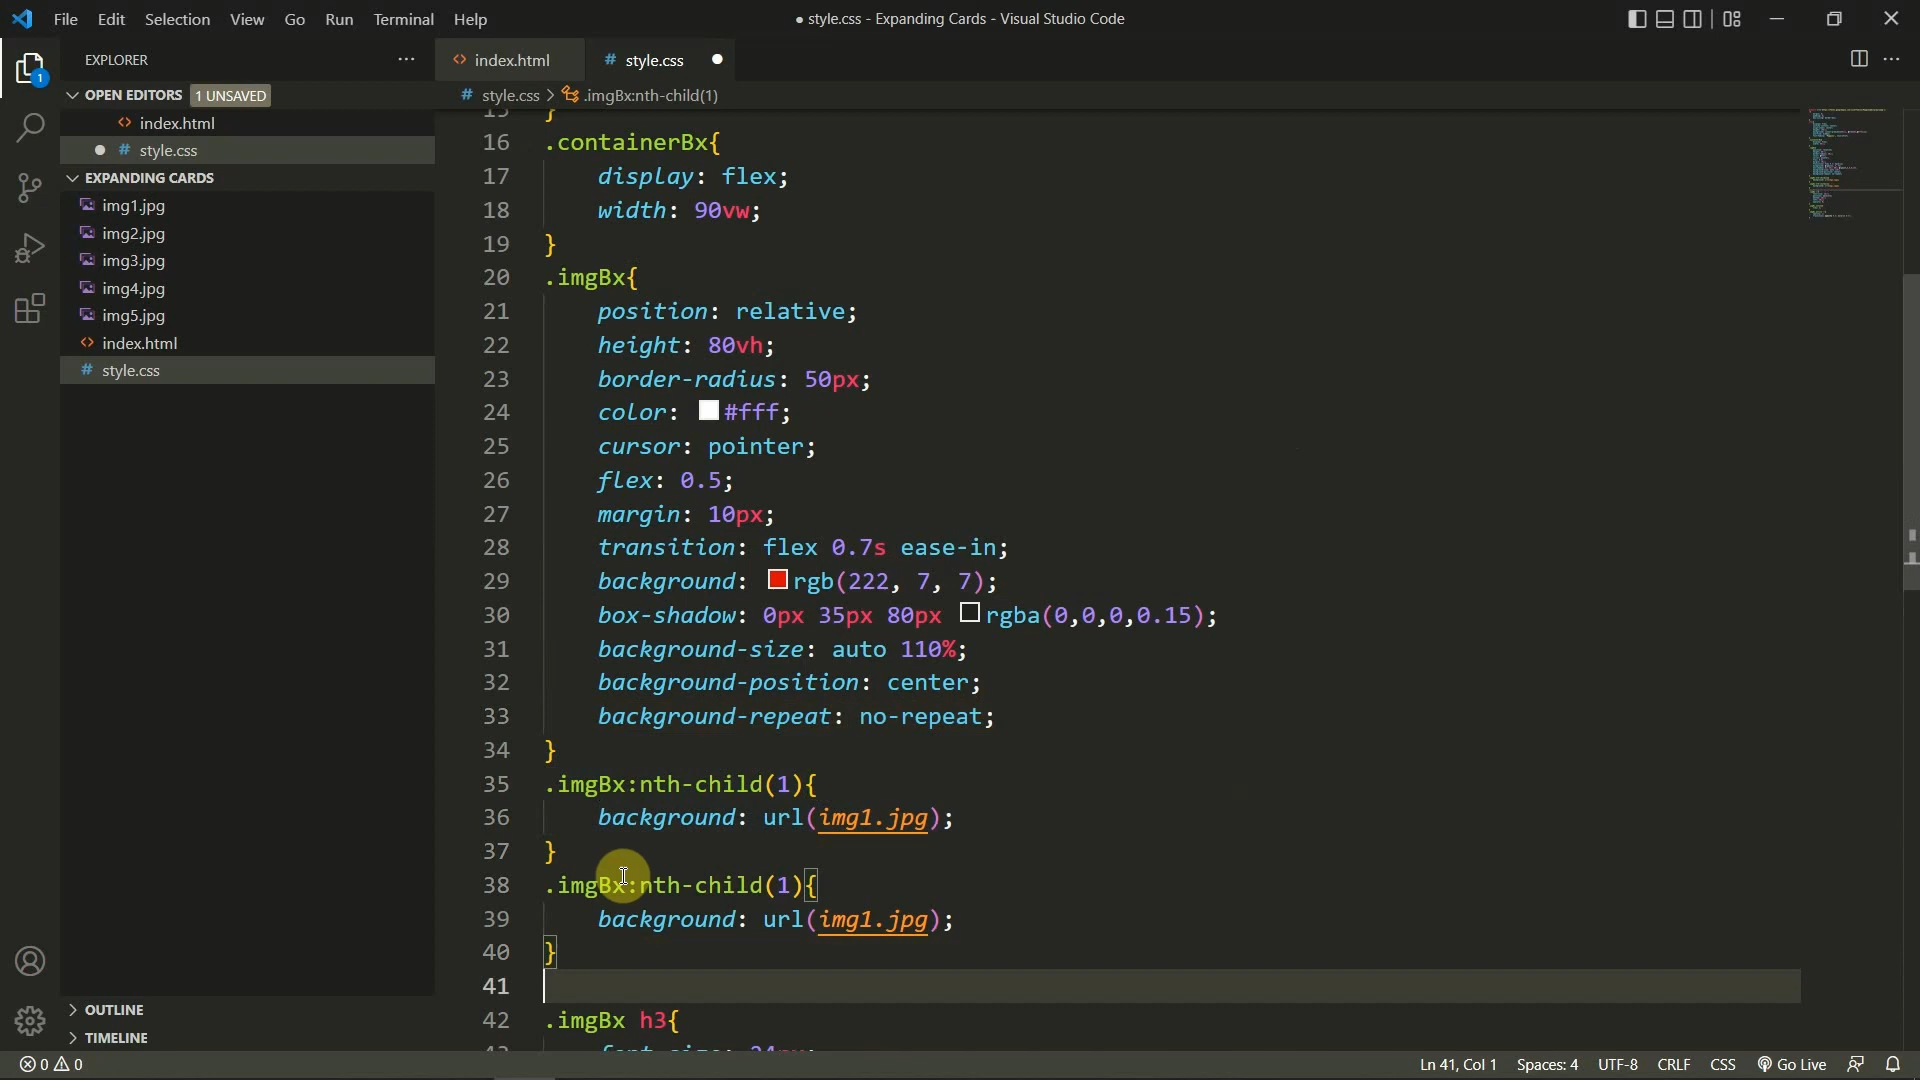 File Edit Selection View Go Run Terminal Help
● style.css - Expanding Cards - Visual Studio Code
EXPLORER
index.html
# style.css
OPEN EDITORS 1 UNSAVED
# style.css > .imgBx:nth-child(1)
index.html
# style.css
EXPANDING CARDS
img1.jpg
img2.jpg
img3.jpg
img4.jpg
img5.jpg
index.html
# style.css
OUTLINE
TIMELINE
1
15 }
16 .containerBx{
17 display: flex;
18 width: 90vw;
19 }
20 .imgBx{
21 position: relative;
22 height: 80vh;
23 border-radius: 50px;
24 color: #fff;
25 cursor: pointer;
26 flex: 0.5;
27 margin: 10px;
28 transition: flex 0.7s ease-in;
29 background: rgb(222, 7, 7);
30 box-shadow: 0px 35px 80px rgba(0,0,0,0.15);
31 background-size: auto 110%;
32 background-position: center;
33 background-repeat: no-repeat;
34 }
35 .imgBx:nth-child(1){
36 background: url(img1.jpg);
37 }
38 .imgBx:nth-child(1){
39 background: url(img1.jpg);
40 }
41
42 .imgBx h3{
0 0
Ln 41, Col 1 Spaces: 4 UTF-8 CRLF CSS Go Live